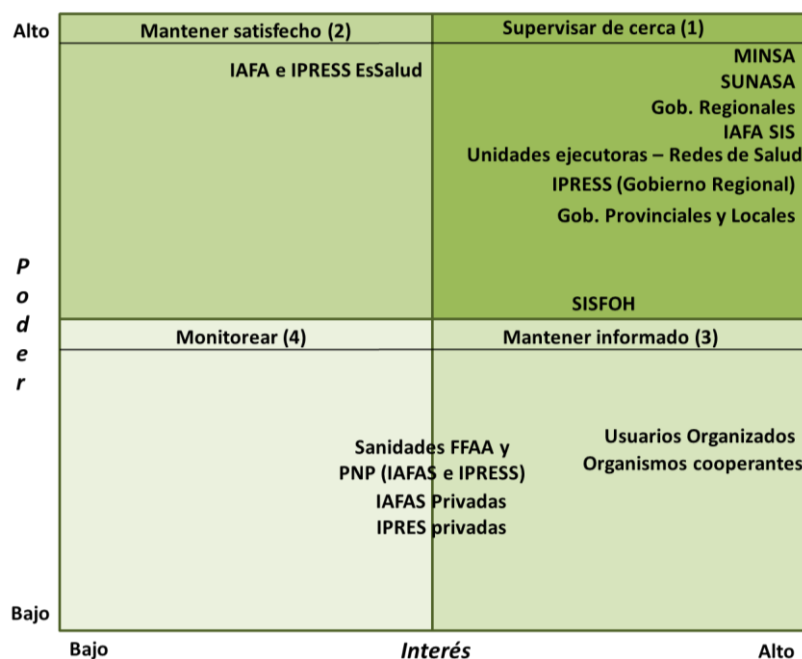 Alto
Mantener satisfecho (2)
Supervisar de cerca (1)
IAFA e IPRESS EsSalud
MINSA
SUNASA
Gob. Regionales
IAFA SIS
Unidades ejecutoras – Redes de Salud
IPRESS (Gobierno Regional)
Gob. Provinciales y Locales
SISFOH
Poder
Monitorear (4)
Mantener informado (3)
Sanidades FFAA y
PNP (IAFAS e IPRESS)
IAFAS Privadas
IPRES privadas
Usuarios Organizados
Organismos cooperantes
Bajo
Bajo
Interés
Alto